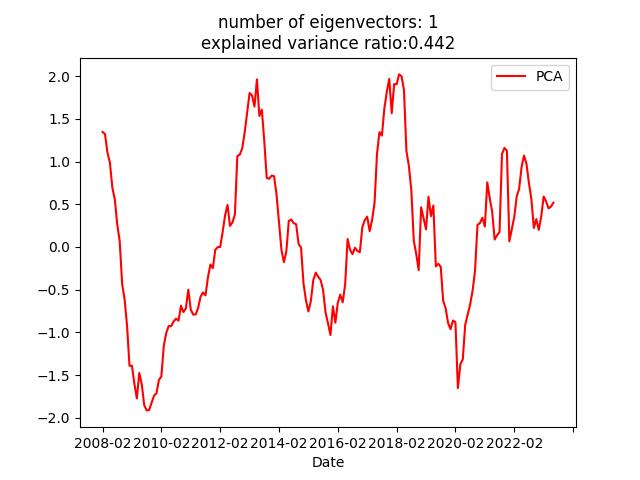 number of eigenvectors: 1
explained variance ratio:0.442
PCA
2.0
1.5
1.0
0.5
0.0
−0.5
−1.0
−1.5
−2.0
2008-02 2010-02 2012-02 2014-02 2016-02 2018-02 2020-02 2022-02
Date